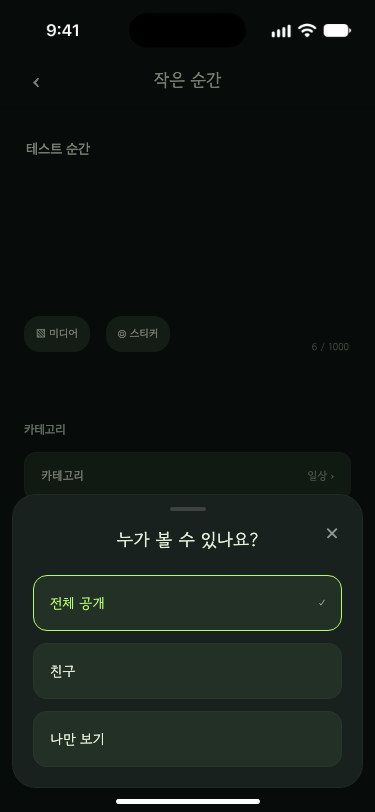 9:41
작은 순간
테스트 순간
미디어
스티커
6 / 1000
카테고리
카테고리 일상 ›
누가 볼 수 있나요?
전체 공개 ✓
친구
나만 보기